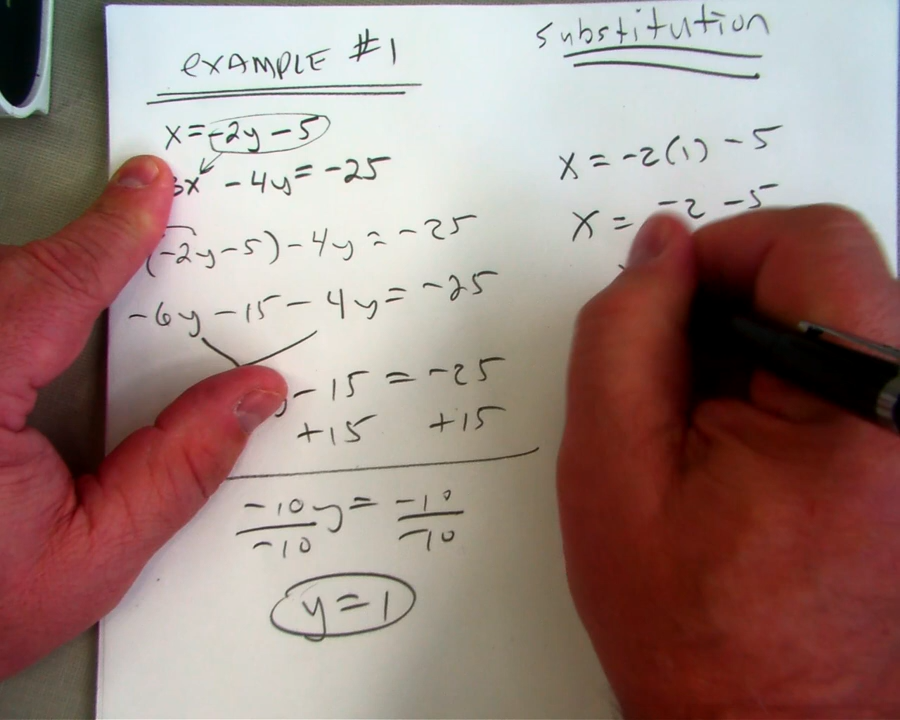 EXAMPLE #1
x = -2y - 5
3x - 4y = -25
(-2y - 5) - 4y = -25
-6y - 15 - 4y = -25
y - 15 = -25
+15 +15
-10y = -10
-10 -10
y = 1
substitution
x = -2(1) - 5
x = -2 - 5